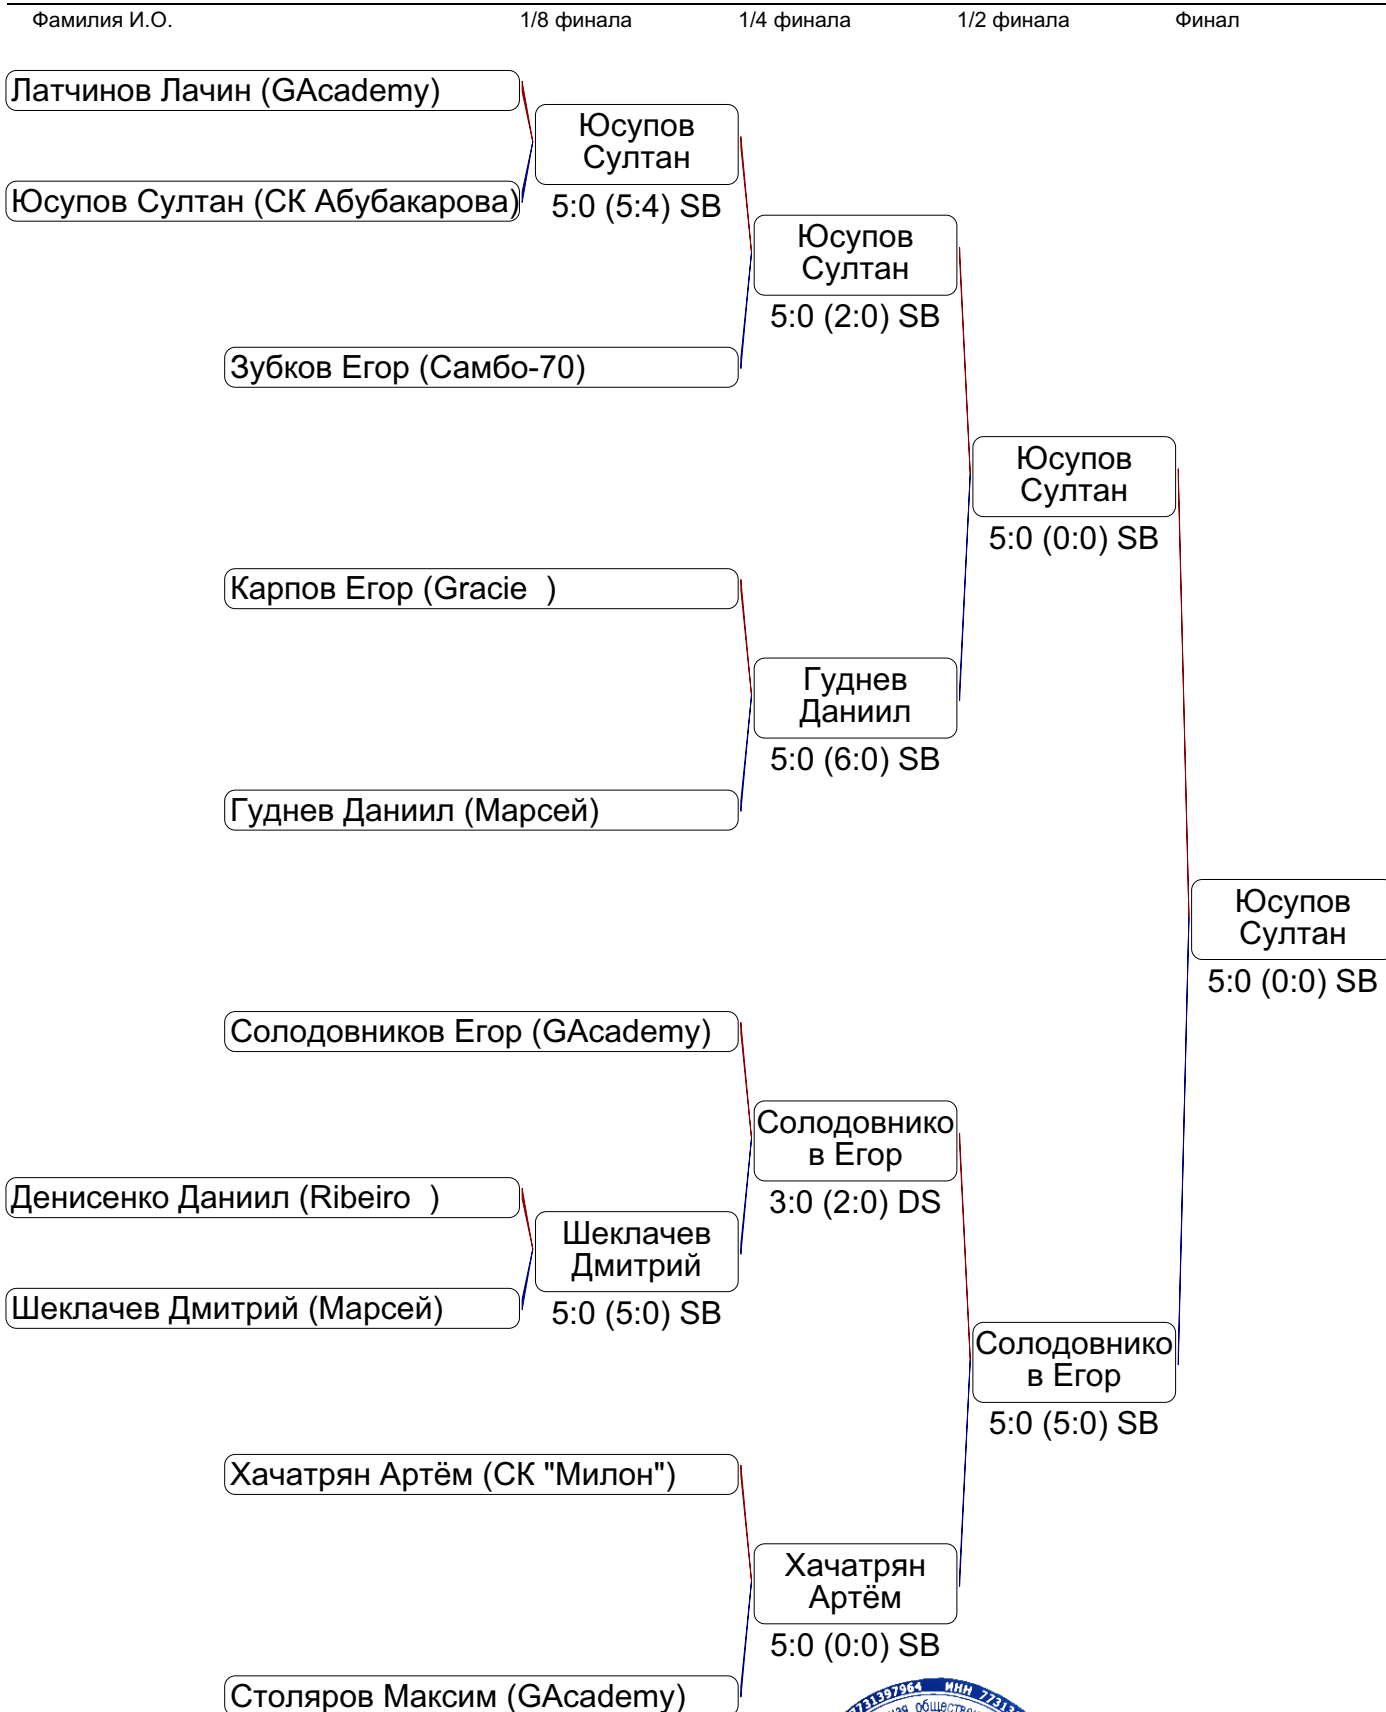 Фамилия И.О. 1/8 финала 1/4 финала 1/2 финала Финал
Латчинов Лачин (GAcademy)
Юсупов
Султан
Юсупов Султан (СК Абубакарова)
5:0 (5:4) SB
Юсупов
Султан
5:0 (2:0) SB
Зубков Егор (Самбо-70)
Юсупов
Султан
5:0 (0:0) SB
Карпов Егор (Gracie )
Гуднев
Даниил
5:0 (6:0) SB
Гуднев Даниил (Марсей)
Юсупов
Султан
5:0 (0:0) SB
Солодовников Егор (GAcademy)
Солодовнико
в Егор
3:0 (2:0) DS
Денисенко Даниил (Ribeiro )
Шеклачев
Дмитрий
Шеклачев Дмитрий (Марсей)
5:0 (5:0) SB
Солодовнико
в Егор
5:0 (5:0) SB
Хачатрян Артём (СК "Милон")
Хачатрян
Артём
5:0 (0:0) SB
Столяров Максим (GAcademy)